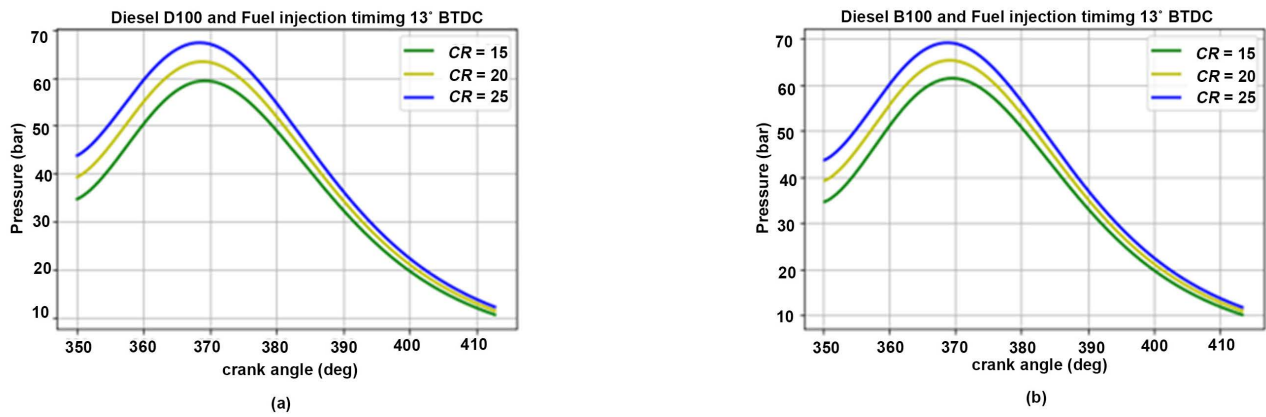 Diesel D100 and Fuel injection timimg 13° BTDC
70
60
50
40
30
20
10
Pressure (bar)
CR = 15
CR = 20
CR = 25
350 360 370 380 390 400 410
crank angle (deg)
(a)
Diesel B100 and Fuel injection timimg 13° BTDC
70
60
50
40
30
20
10
Pressure (bar)
CR = 15
CR = 20
CR = 25
350 360 370 380 390 400 410
crank angle (deg)
(b)